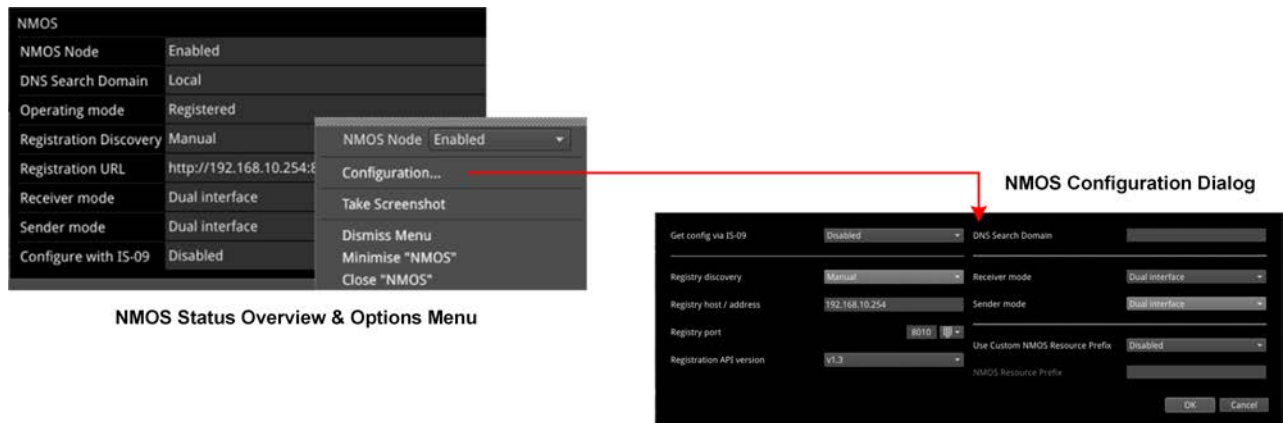 NMOS
NMOS Node Enabled
DNS Search Domain Local
Operating mode Registered
Registration Discovery Manual
Registration URL http://192.168.10.254:8
Receiver mode Dual interface
Sender mode Dual interface
Configure with IS-09 Disabled
NMOS Node Enabled
Configuration...
Take Screenshot
Dismiss Menu
Minimise "NMOS"
Close "NMOS"
NMOS Status Overview & Options Menu
NMOS Configuration Dialog
Get config via IS-09 Disabled DNS Search Domain
Registry discovery Manual Receiver mode Dual interface
Registry host / address 192.168.10.254 Sender mode Dual interface
Registry port 8010
Use Custom NMOS Resource Prefix Disabled
Registration API version v1.3
NMOS Resource Prefix
OK Cancel